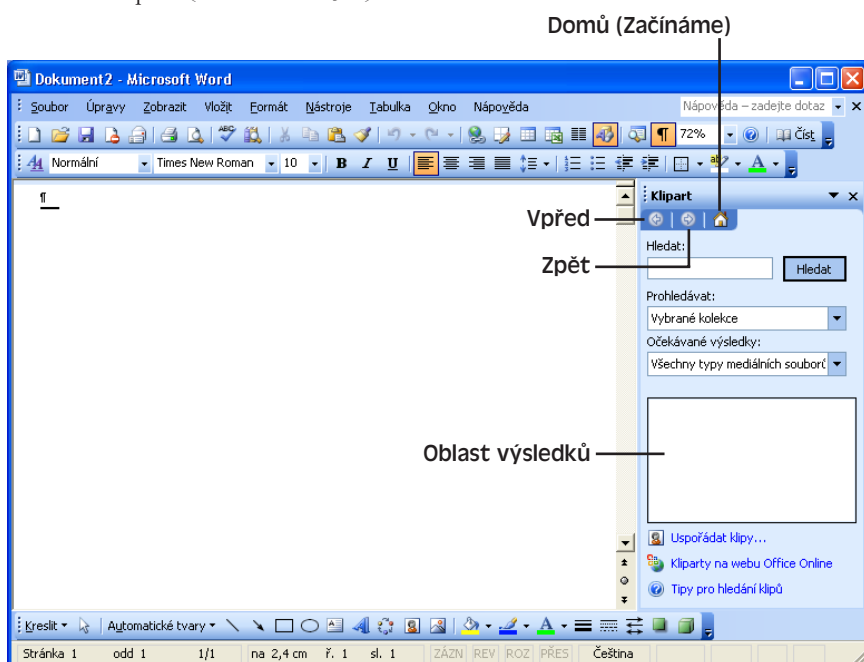 Domů (Začínáme)
Dokument2 - Microsoft Word
Soubor Úpravy Zobrazit Vložit Formát Nástroje Tabulka Okno Nápověda Nápověda – zadejte dotaz
72% Číst
Normální Times New Roman 10 B I U
Klipart
Vpřed
Hledat:
Zpět
Hledat
Prohledávat:
Vybrané kolekce
Očekávané výsledky:
Všechny typy mediálních souborů
Oblast výsledků
Uspořádat klipy...
Kliparty na webu Office Online
Tipy pro hledání klipů
Kreslit Automatické tvary
Stránka 1 odd 1 1/1 na 2,4 cm ř. 1 sl. 1 ZÁZN REV ROZ PŘES Čeština